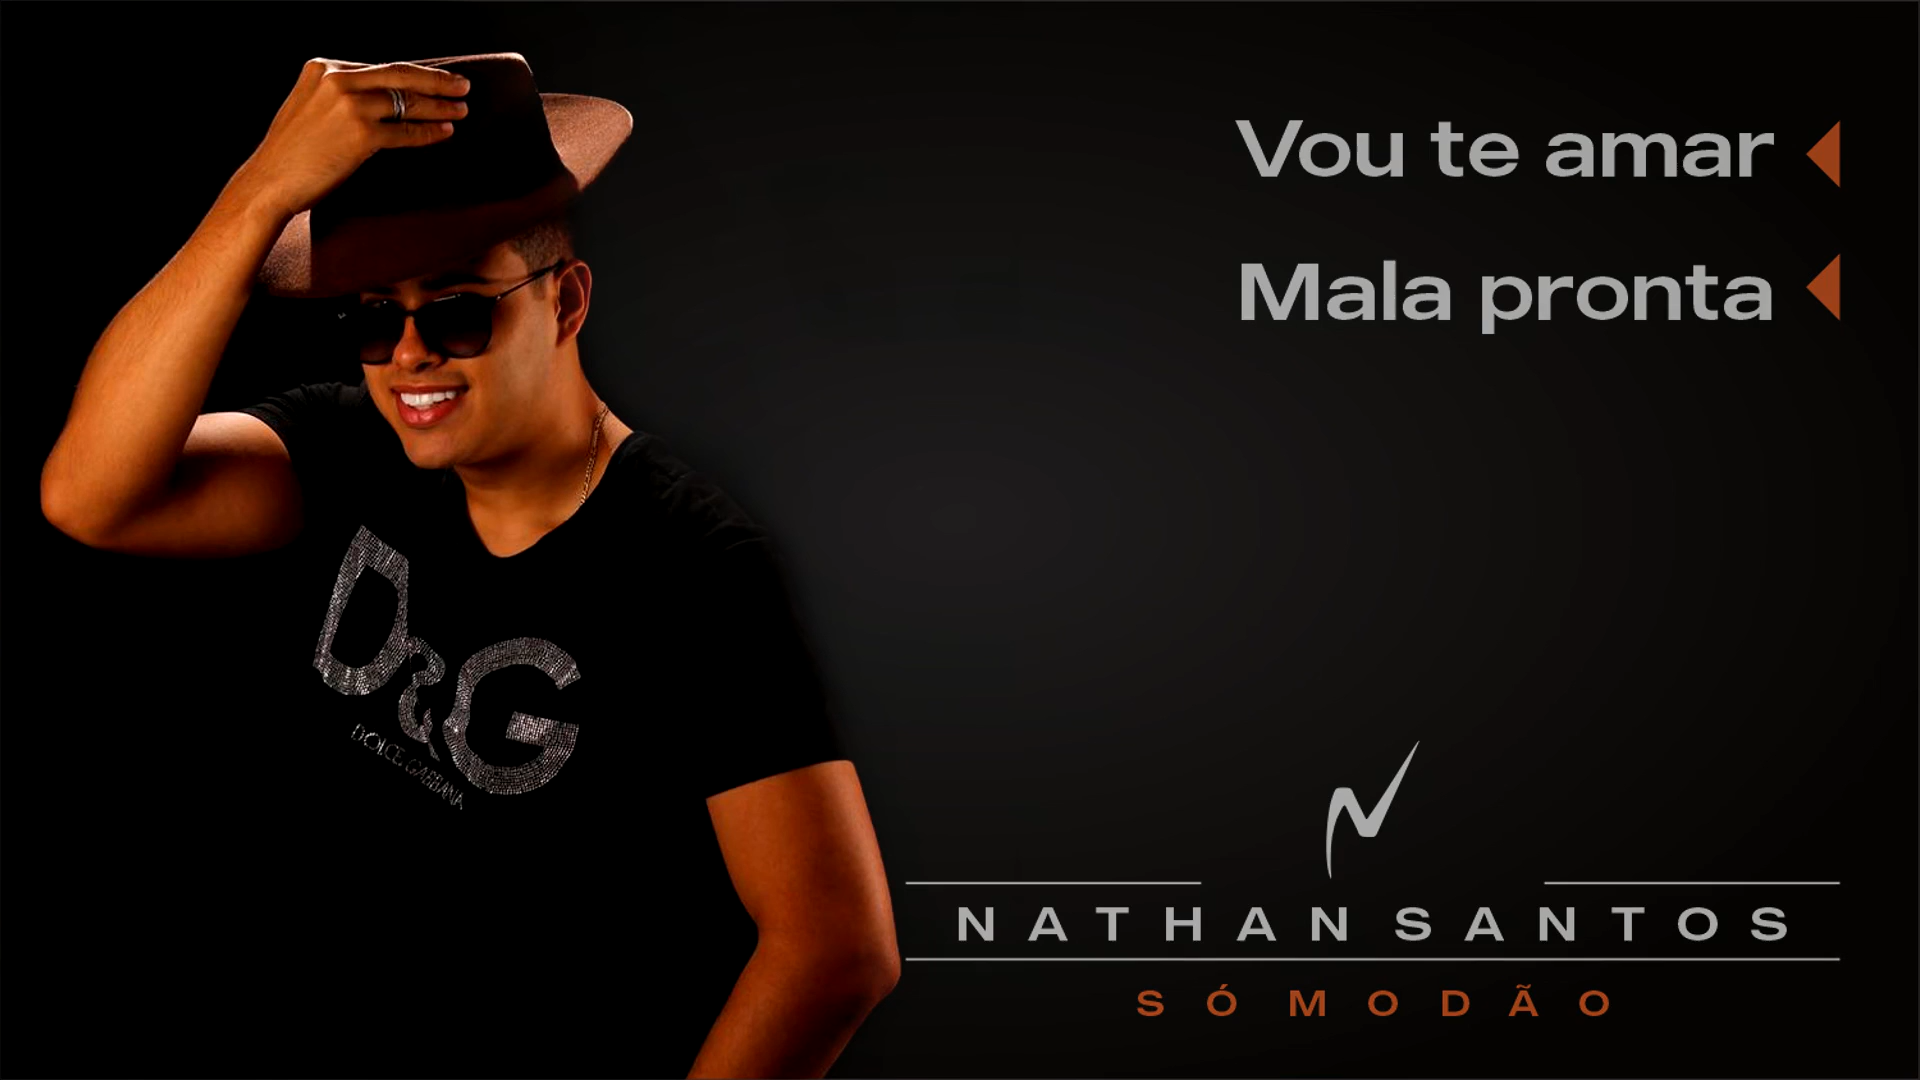 Vou te amar
Mala pronta
D&G
DOLCE & GABBANA
NATHAN SANTOS
SÓ MODÃO